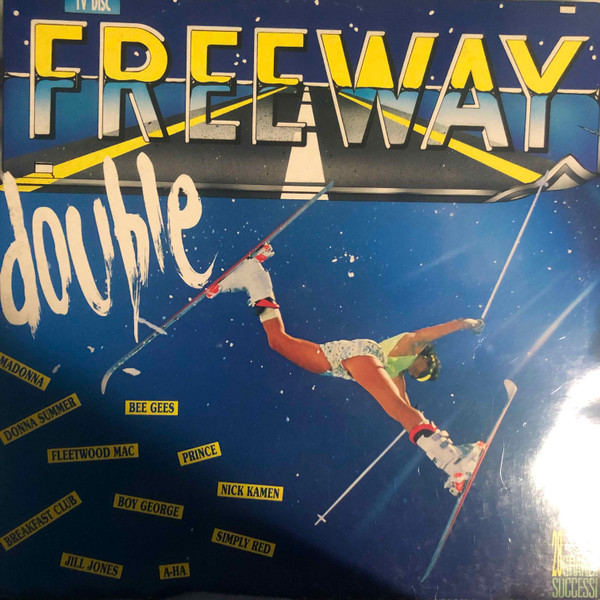 TV DISC
FREEWAY
double
MADONNA
DONNA SUMMER
BEE GEES
FLEETWOOD MAC
PRINCE
NICK KAMEN
BREAKFAST CLUB
BOY GEORGE
SIMPLY RED
JILL JONES
A-HA
SUCCESSI